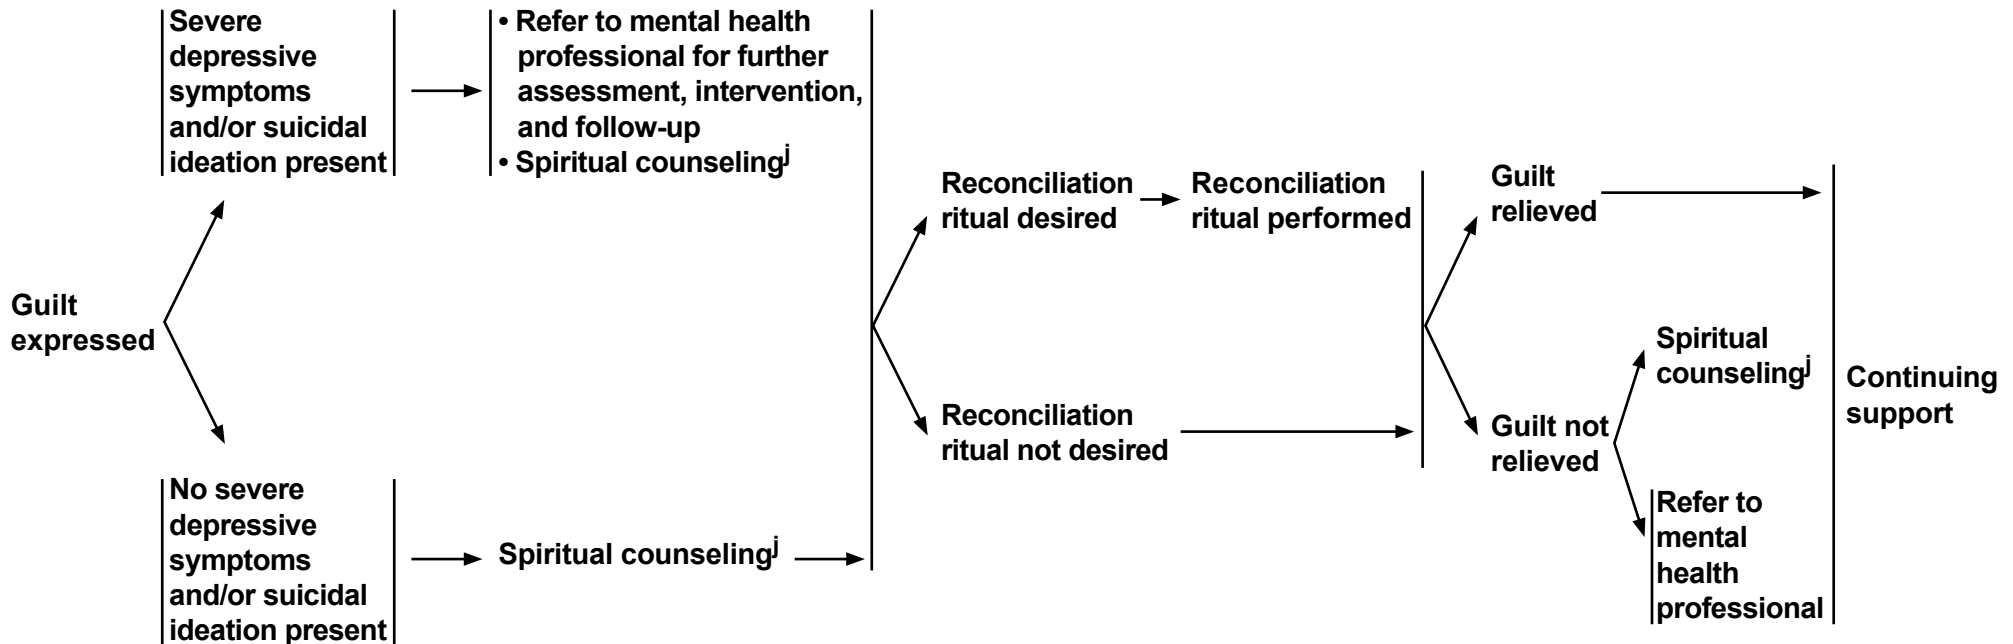 Severe
depressive
symptoms
and/or suicidal
ideation present
• Refer to mental health
professional for further
assessment, intervention,
and follow-up
• Spiritual counselingʲ
Guilt
expressed
No severe
depressive
symptoms
and/or suicidal
ideation present
Spiritual counselingʲ
Reconciliation
ritual desired
Reconciliation
ritual performed
Reconciliation
ritual not desired
Guilt
relieved
Guilt not
relieved
Spiritual
counselingʲ
Refer to
mental
health
professional
Continuing
support